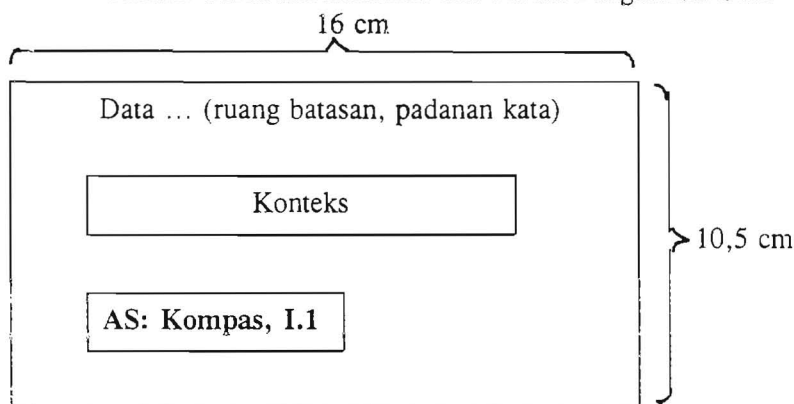 16 cm
Data ... (ruang batasan, padanan kata)
Konteks
10,5 cm
AS: Kompas, I.1